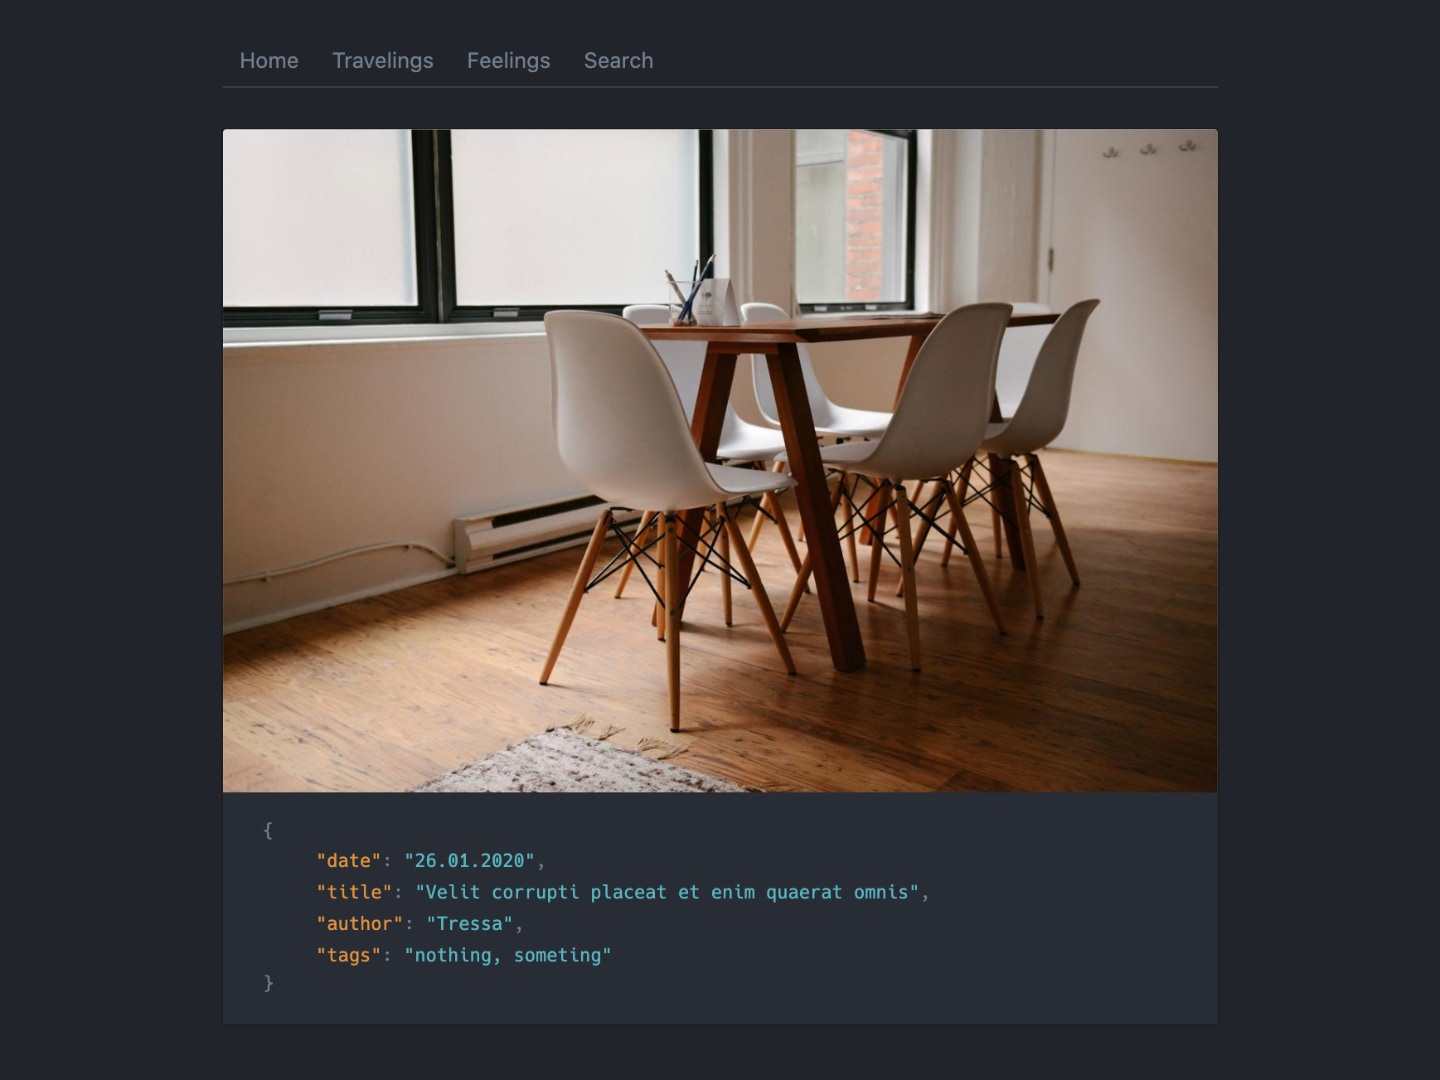 Home Travelings Feelings Search
{
"date": "26.01.2020",
"title": "Velit corrupti placeat et enim quaerat omnis",
"author": "Tressa",
"tags": "nothing, someting"
}